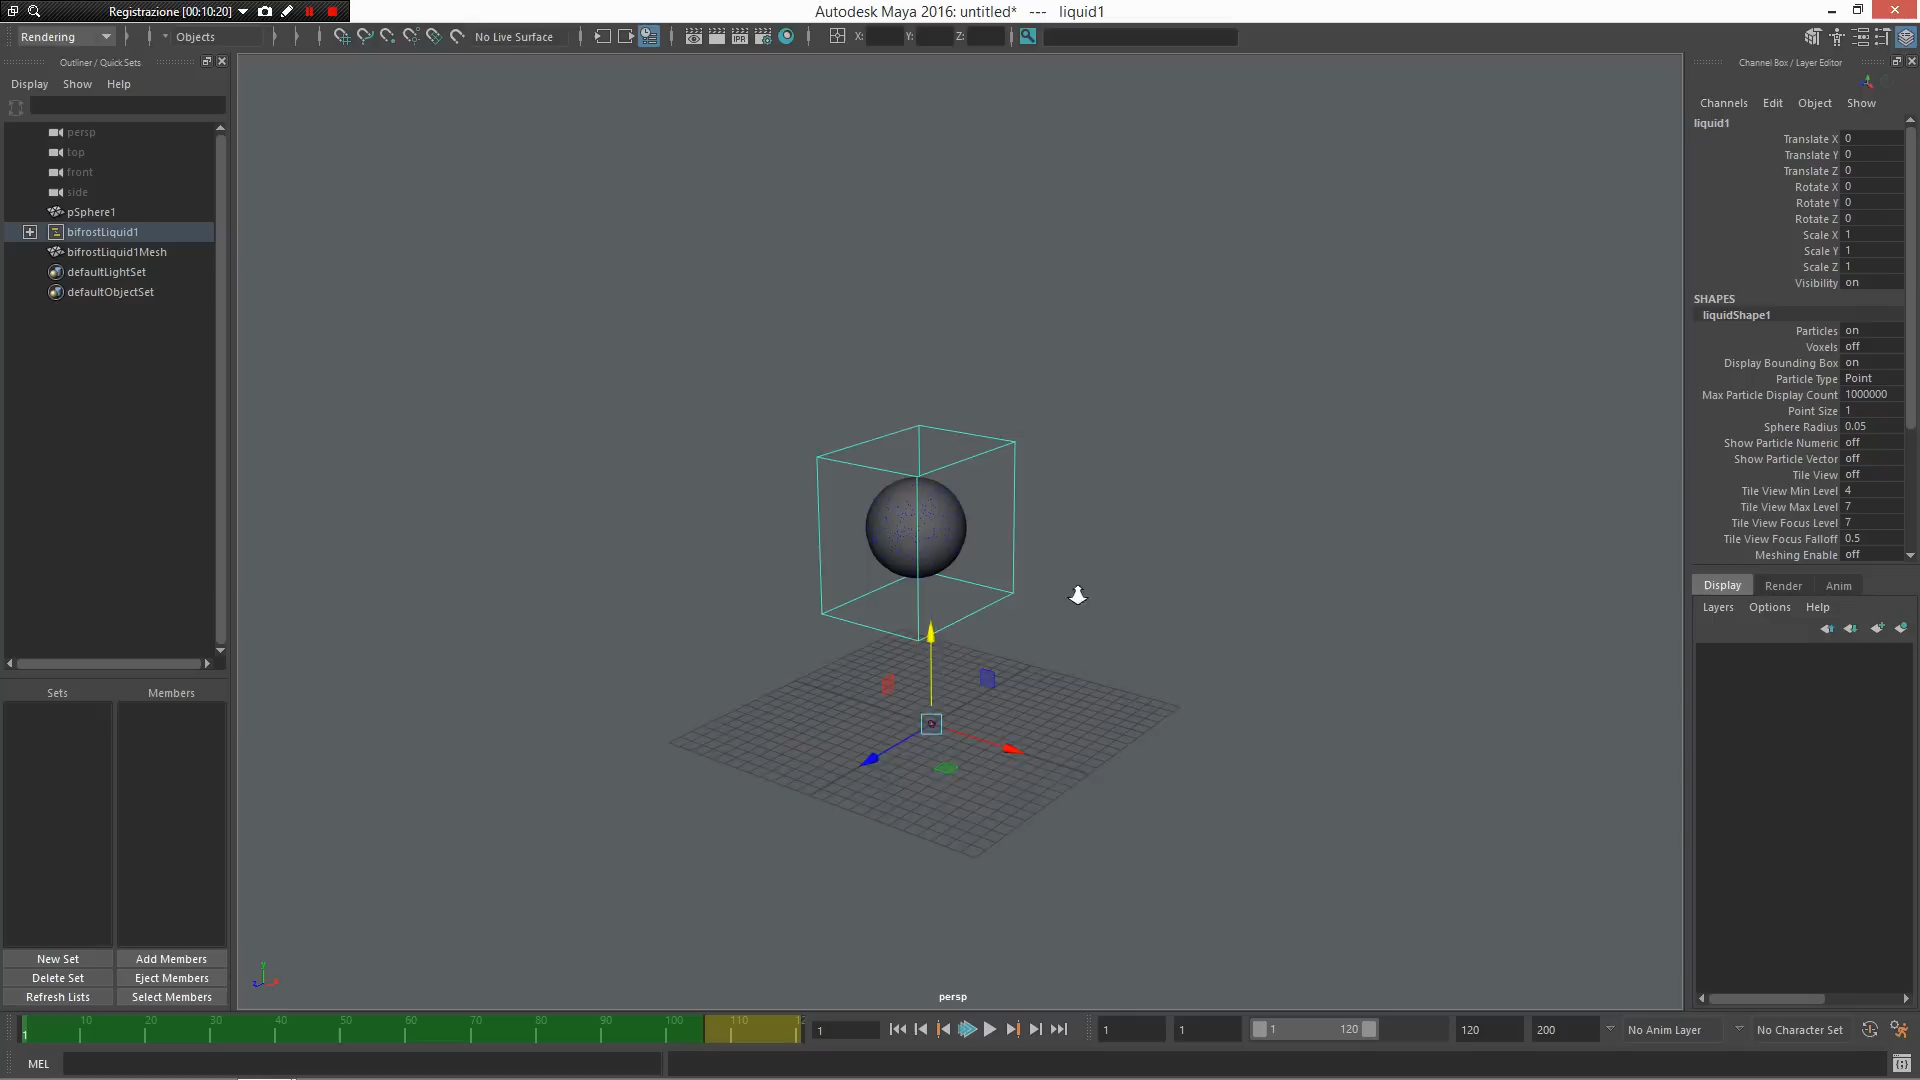 Registrazione [00:10:20]
Autodesk Maya 2016: untitled* --- liquid1
Rendering
Objects
No Live Surface
X:
Y:
Z:
Outliner / Quick Sets
Display Show Help
persp
top
front
side
pSphere1
bifrostLiquid1
bifrostLiquid1Mesh
defaultLightSet
defaultObjectSet
Sets
Members
New Set
Add Members
Delete Set
Eject Members
Refresh Lists
Select Members
persp
Channel Box / Layer Editor
Channels Edit Object Show
liquid1
Translate X 0
Translate Y 0
Translate Z 0
Rotate X 0
Rotate Y 0
Rotate Z 0
Scale X 1
Scale Y 1
Scale Z 1
Visibility on
SHAPES
liquidShape1
Particles on
Voxels off
Display Bounding Box on
Particle Type Point
Max Particle Display Count 1000000
Point Size 1
Sphere Radius 0.05
Show Particle Numeric off
Show Particle Vector off
Tile View off
Tile View Min Level 4
Tile View Max Level 7
Tile View Focus Level 7
Tile View Focus Falloff 0.5
Meshing Enable off
Display Render Anim
Layers Options Help
1 10 20 30 40 50 60 70 80 90 100 110 12
1
1
1
1 120
120
200
No Anim Layer
No Character Set
MEL